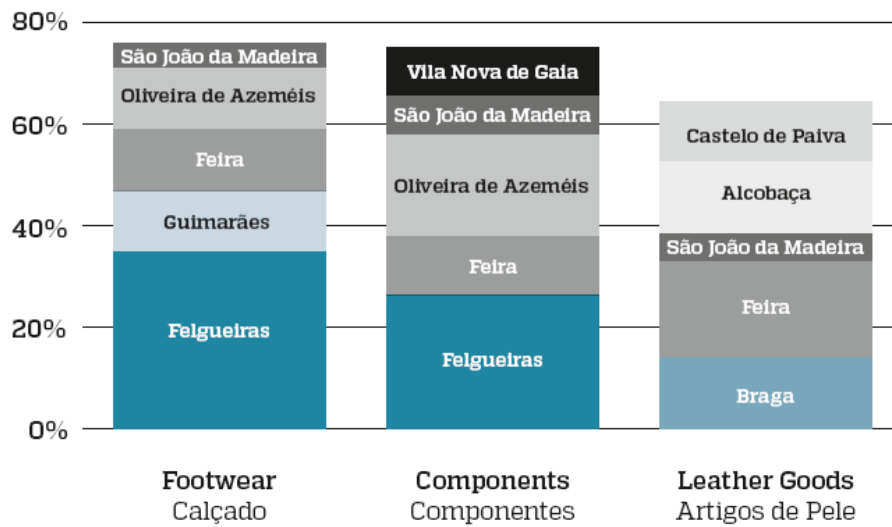 80%
60%
40%
20%
0%
São João da Madeira
Oliveira de Azeméis
Feira
Guimarães
Felgueiras
Vila Nova de Gaia
São João da Madeira
Oliveira de Azeméis
Feira
Felgueiras
Castelo de Paiva
Alcobaça
São João da Madeira
Feira
Braga
Footwear
Calçado
Components
Componentes
Leather Goods
Artigos de Pele